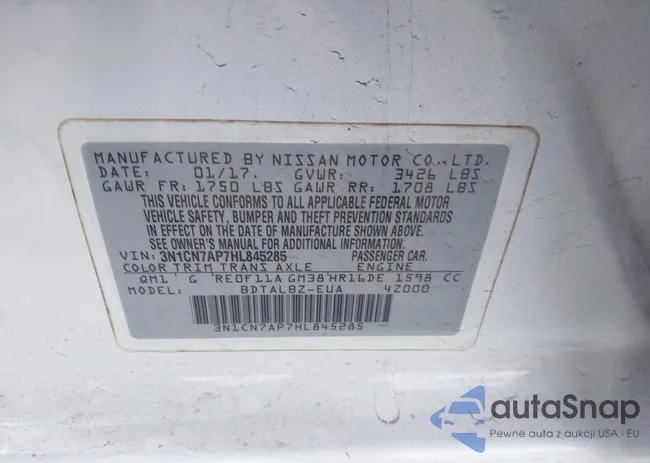 MANUFACTURED BY NISSAN MOTOR CO., LTD.
DATE: 01/17. GVWR: 3426 LBS
GAWR FR: 1750 LBS GAWR RR: 1708 LBS
THIS VEHICLE CONFORMS TO ALL APPLICABLE FEDERAL MOTOR
VEHICLE SAFETY, BUMPER AND THEFT PREVENTION STANDARDS
IN EFFECT ON THE DATE OF MANUFACTURE SHOWN ABOVE.
SEE OWNER'S MANUAL FOR ADDITIONAL INFORMATION.
VIN: 3N1CN7AP7HL845285 PASSENGER CAR.
COLOR TRIM TRANS AXLE ENGINE
QM1 G RE0F11A GM38 HR16DE 1598 CC
MODEL: BDTALBZ-EUA 4Z000
3N1CN7AP7HL845285
autaSnap
Pewne auta z aukcji USA i EU